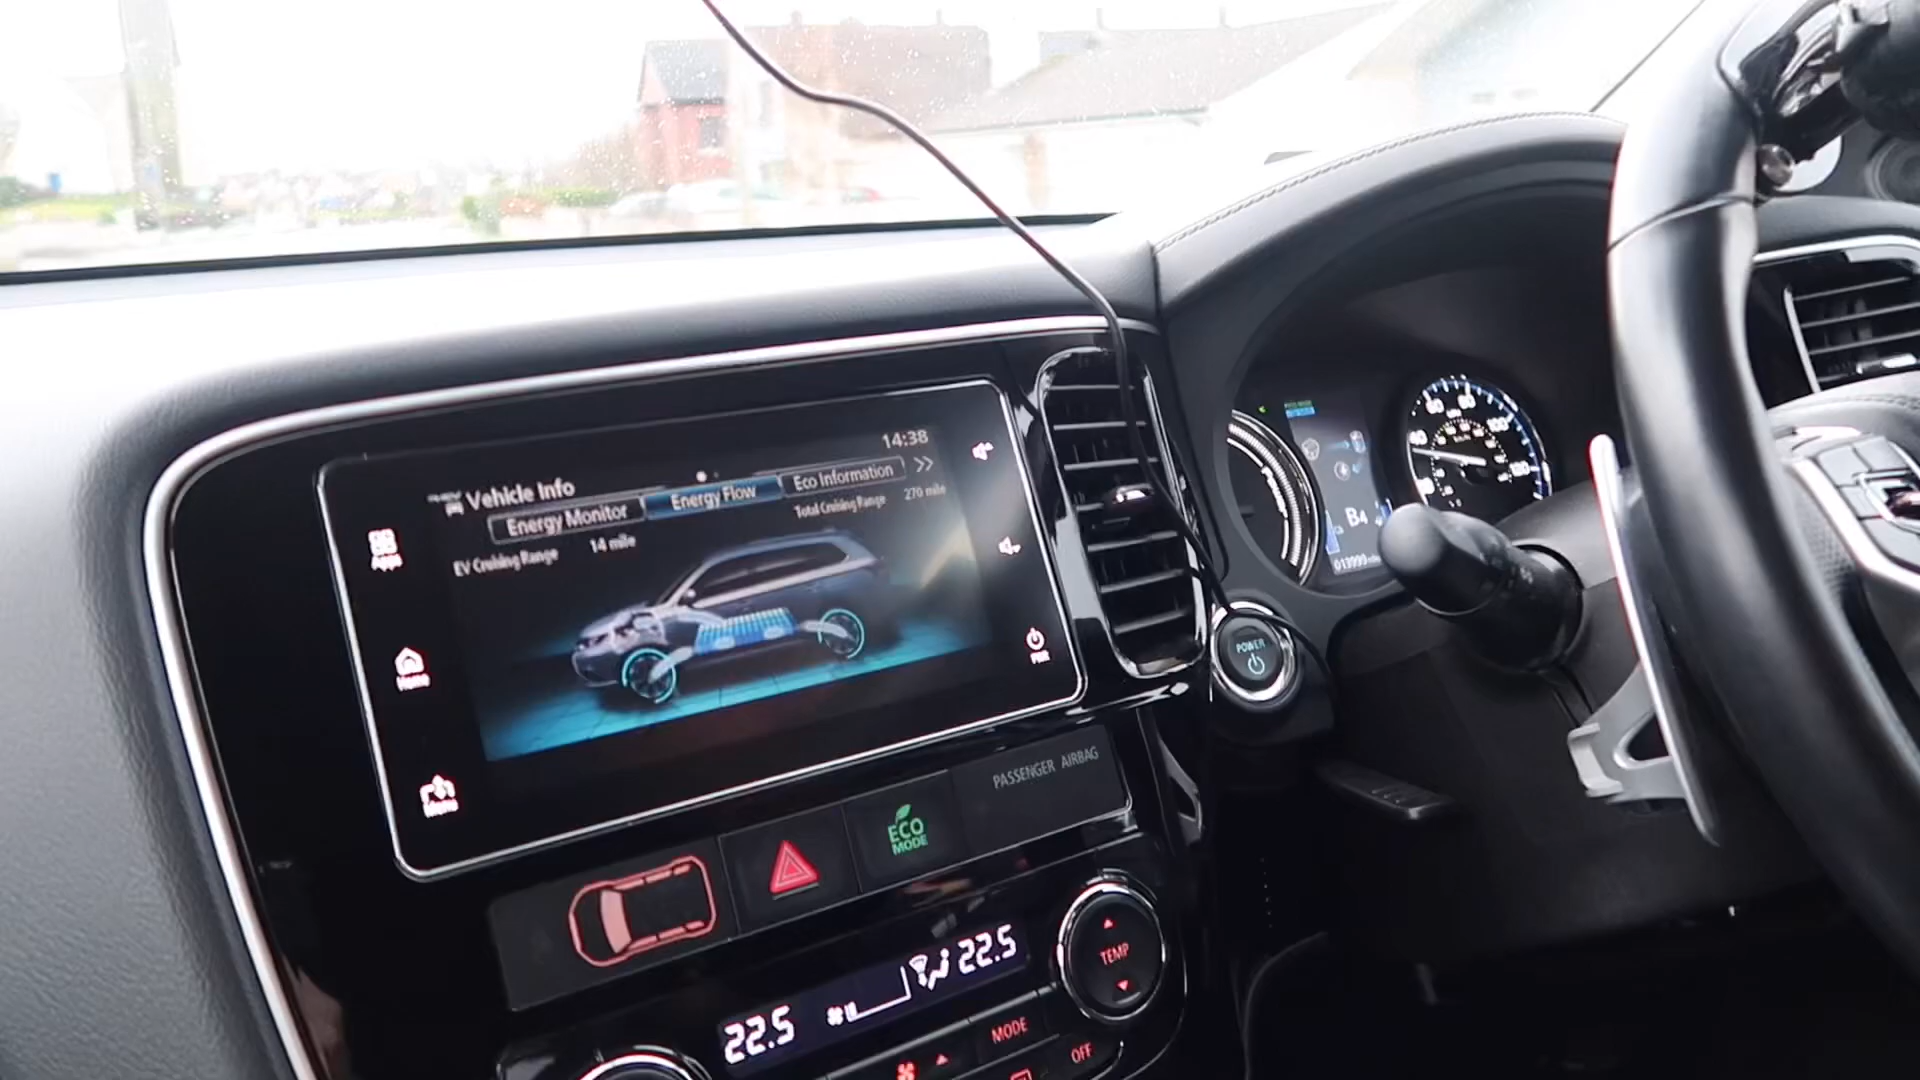 14:38
Vehicle Info
Energy Monitor
Energy Flow
Eco Information
EV Cruising Range 14 mile
Total Cruising Range 270 mile
Apps
Home
Menu
PWR
PASSENGER AIRBAG
ECO MODE
22.5
22.5
TEMP
MODE
OFF
POWER
B4